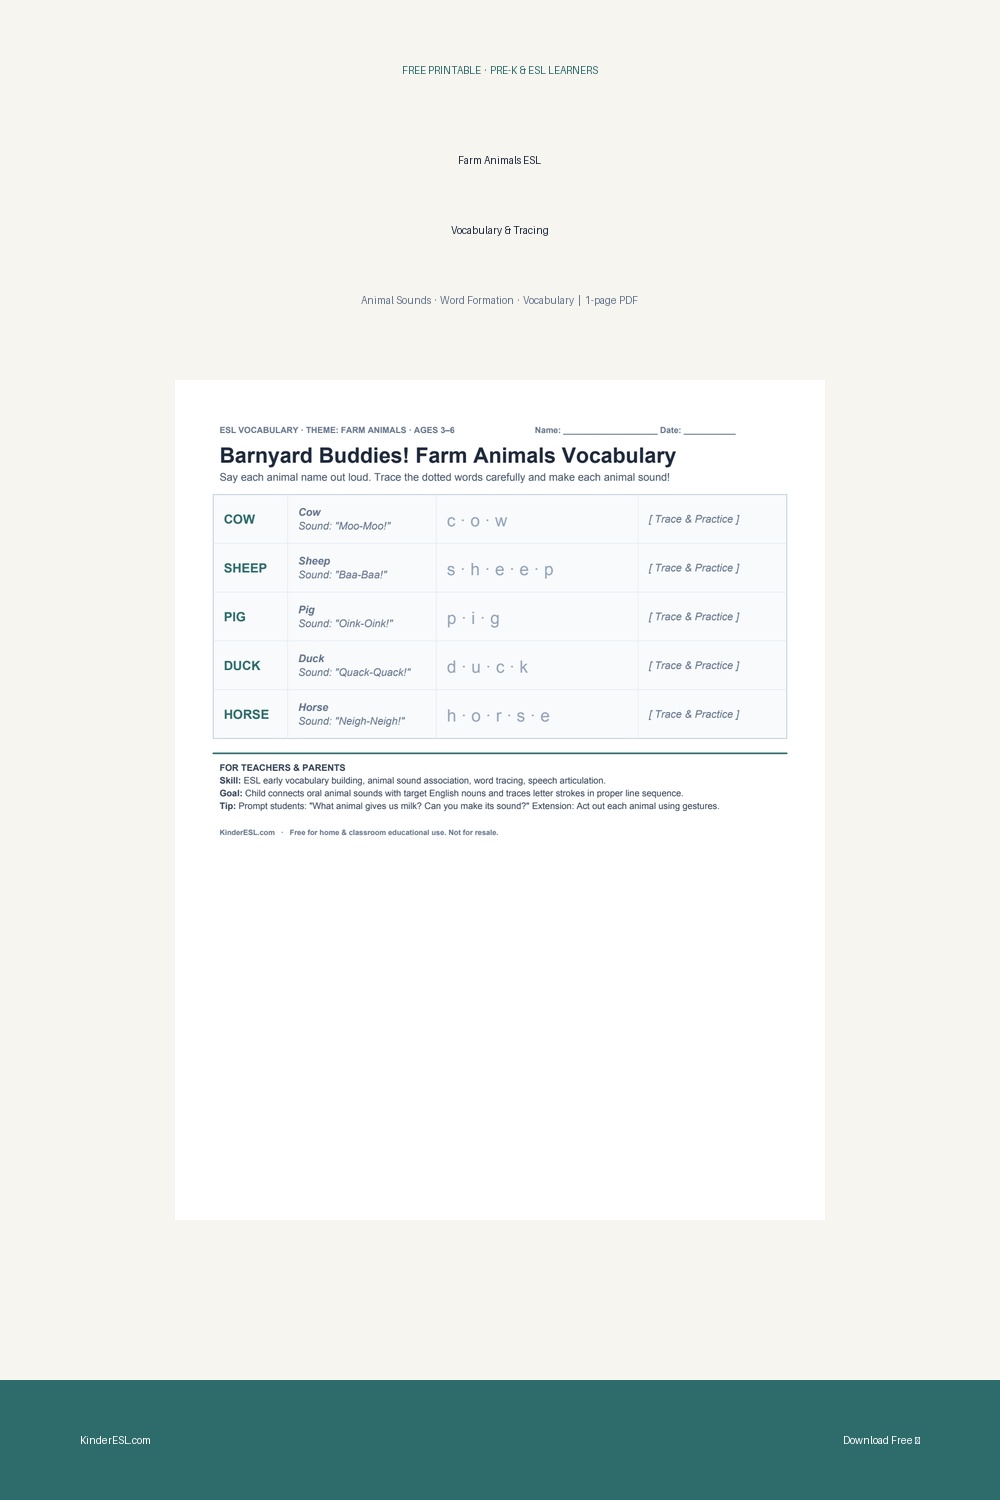 FREE PRINTABLE · PRE-K & ESL LEARNERS
Farm Animals ESL
Vocabulary & Tracing
Animal Sounds · Word Formation · Vocabulary | 1-page PDF
ESL VOCABULARY · THEME: FARM ANIMALS · AGES 3–6 Name: ____________________ Date: ___________
Barnyard Buddies! Farm Animals Vocabulary
Say each animal name out loud. Trace the dotted words carefully and make each animal sound!
COW
Cow
Sound: "Moo-Moo!"
c · o · w
[ Trace & Practice ]
SHEEP
Sheep
Sound: "Baa-Baa!"
s · h · e · e · p
[ Trace & Practice ]
PIG
Pig
Sound: "Oink-Oink!"
p · i · g
[ Trace & Practice ]
DUCK
Duck
Sound: "Quack-Quack!"
d · u · c · k
[ Trace & Practice ]
HORSE
Horse
Sound: "Neigh-Neigh!"
h · o · r · s · e
[ Trace & Practice ]
FOR TEACHERS & PARENTS
Skill: ESL early vocabulary building, animal sound association, word tracing, speech articulation.
Goal: Child connects oral animal sounds with target English nouns and traces letter strokes in proper line sequence.
Tip: Prompt students: "What animal gives us milk? Can you make its sound?" Extension: Act out each animal using gestures.
KinderESL.com · Free for home & classroom educational use. Not for resale.
KinderESL.com
Download Free